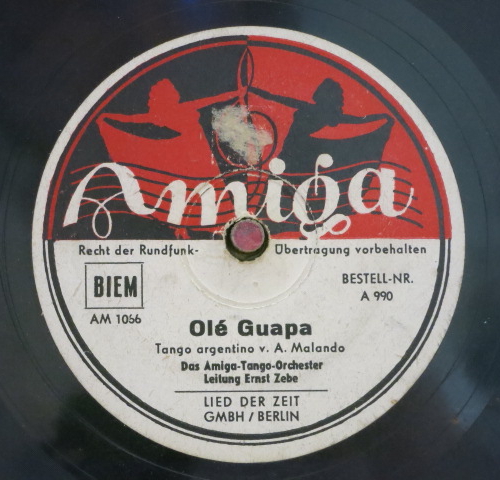 Amiga
Recht der Rundfunk- Übertragung vorbehalten
BIEM
BESTELL-NR.
A 990
AM 1066
Olé Guapa
Tango argentino v. A. Malando
Das Amiga-Tango-Orchester
Leitung Ernst Zebe
LIED DER ZEIT
GMBH / BERLIN